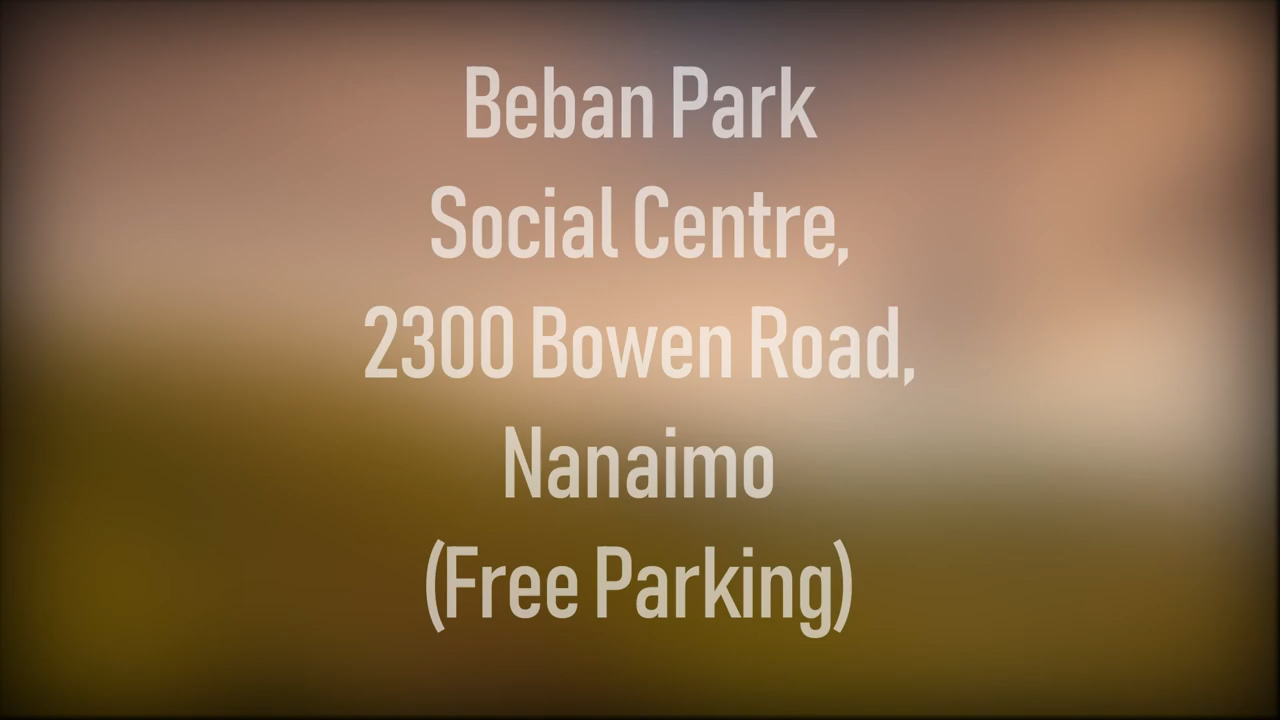 Beban Park
Social Centre,
2300 Bowen Road,
Nanaimo
(Free Parking)